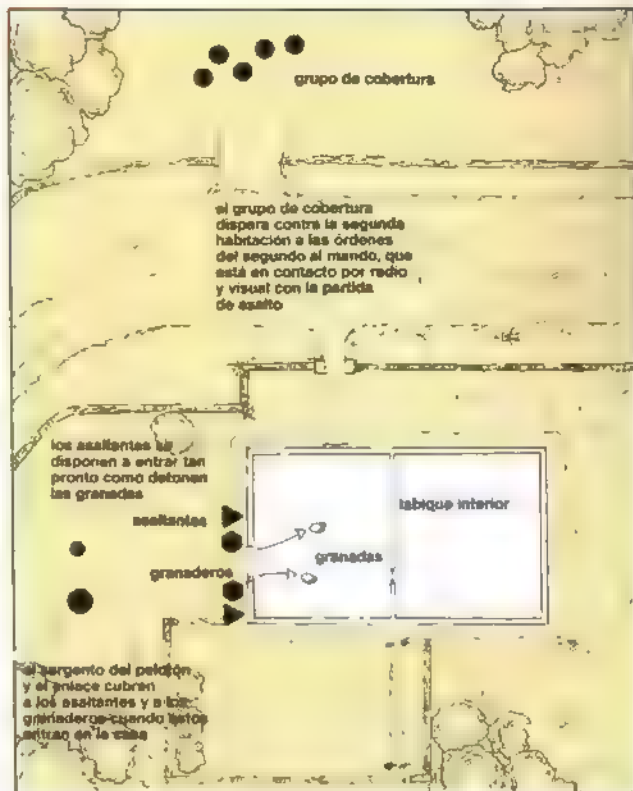 grupo de cobertura
el grupo de cobertura
dispara contra la segunda
habitación a las órdenes
del segundo al mando, que
está en contacto por radio
y visual con la partida
de asalto
los asaltantes se
disponen a entrar tan
pronto como detonen
las granadas
asaltantes
tabique interior
granadas
granaderos
el sargento del pelotón
y el enlace cubren
a los asaltantes y a los
granaderos cuando éstos
entran en la casa